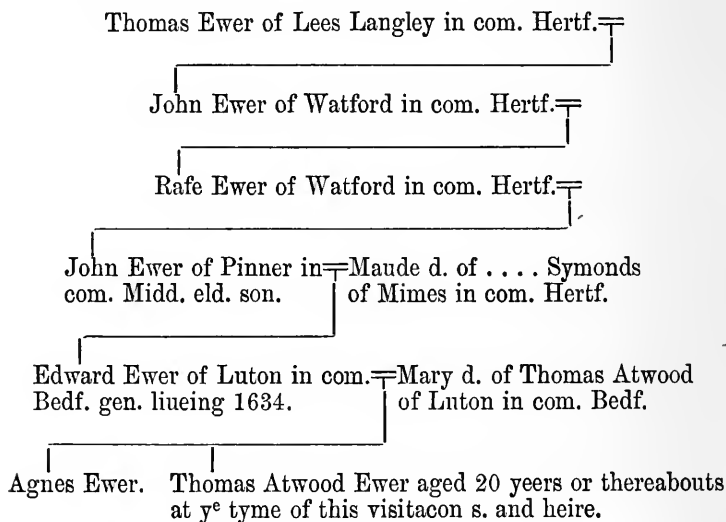 Thomas Ewer of Lees Langley in com. Hertf.
John Ewer of Watford in com. Hertf.
Rafe Ewer of Watford in com. Hertf.
John Ewer of Pinner in=Maude d. of .... Symonds
com. Midd. eld. son. of Mimes in com. Hertf.
Edward Ewer of Luton in com.=Mary d. of Thomas Atwood
Bedf. gen. liueing 1634. of Luton in com. Bedf.
Agnes Ewer. Thomas Atwood Ewer aged 20 yeers or thereabouts
at yᵉ tyme of this visitacon s. and heire.